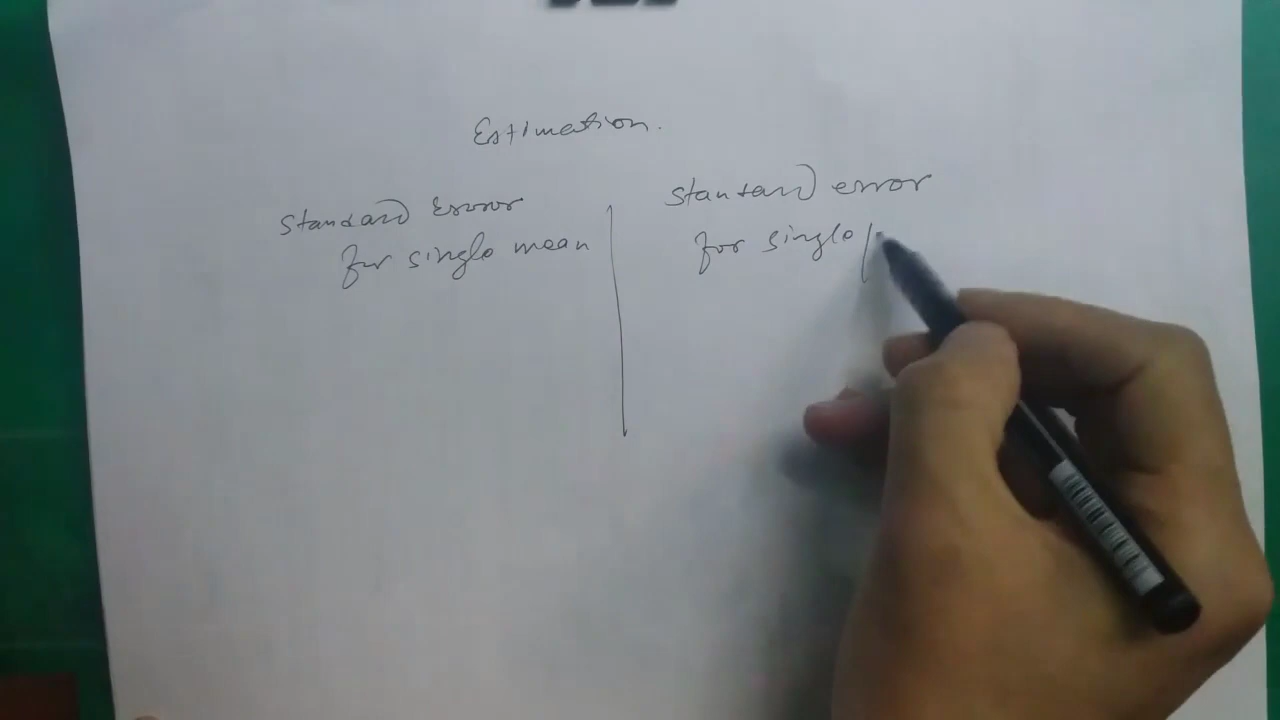 Estimation.
Standard Error
for single mean
Standard error
for single